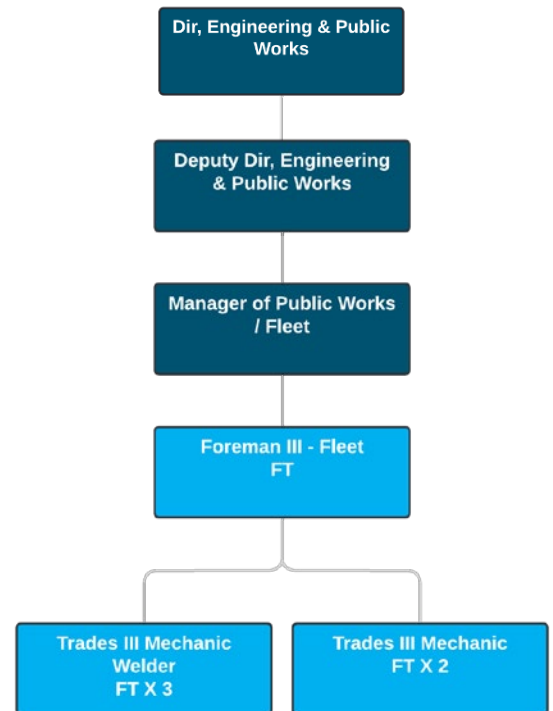 Dir, Engineering & Public
Works
Deputy Dir, Engineering
& Public Works
Manager of Public Works
/ Fleet
Foreman III - Fleet
FT
Trades III Mechanic
Welder
FT X 3
Trades III Mechanic
FT X 2